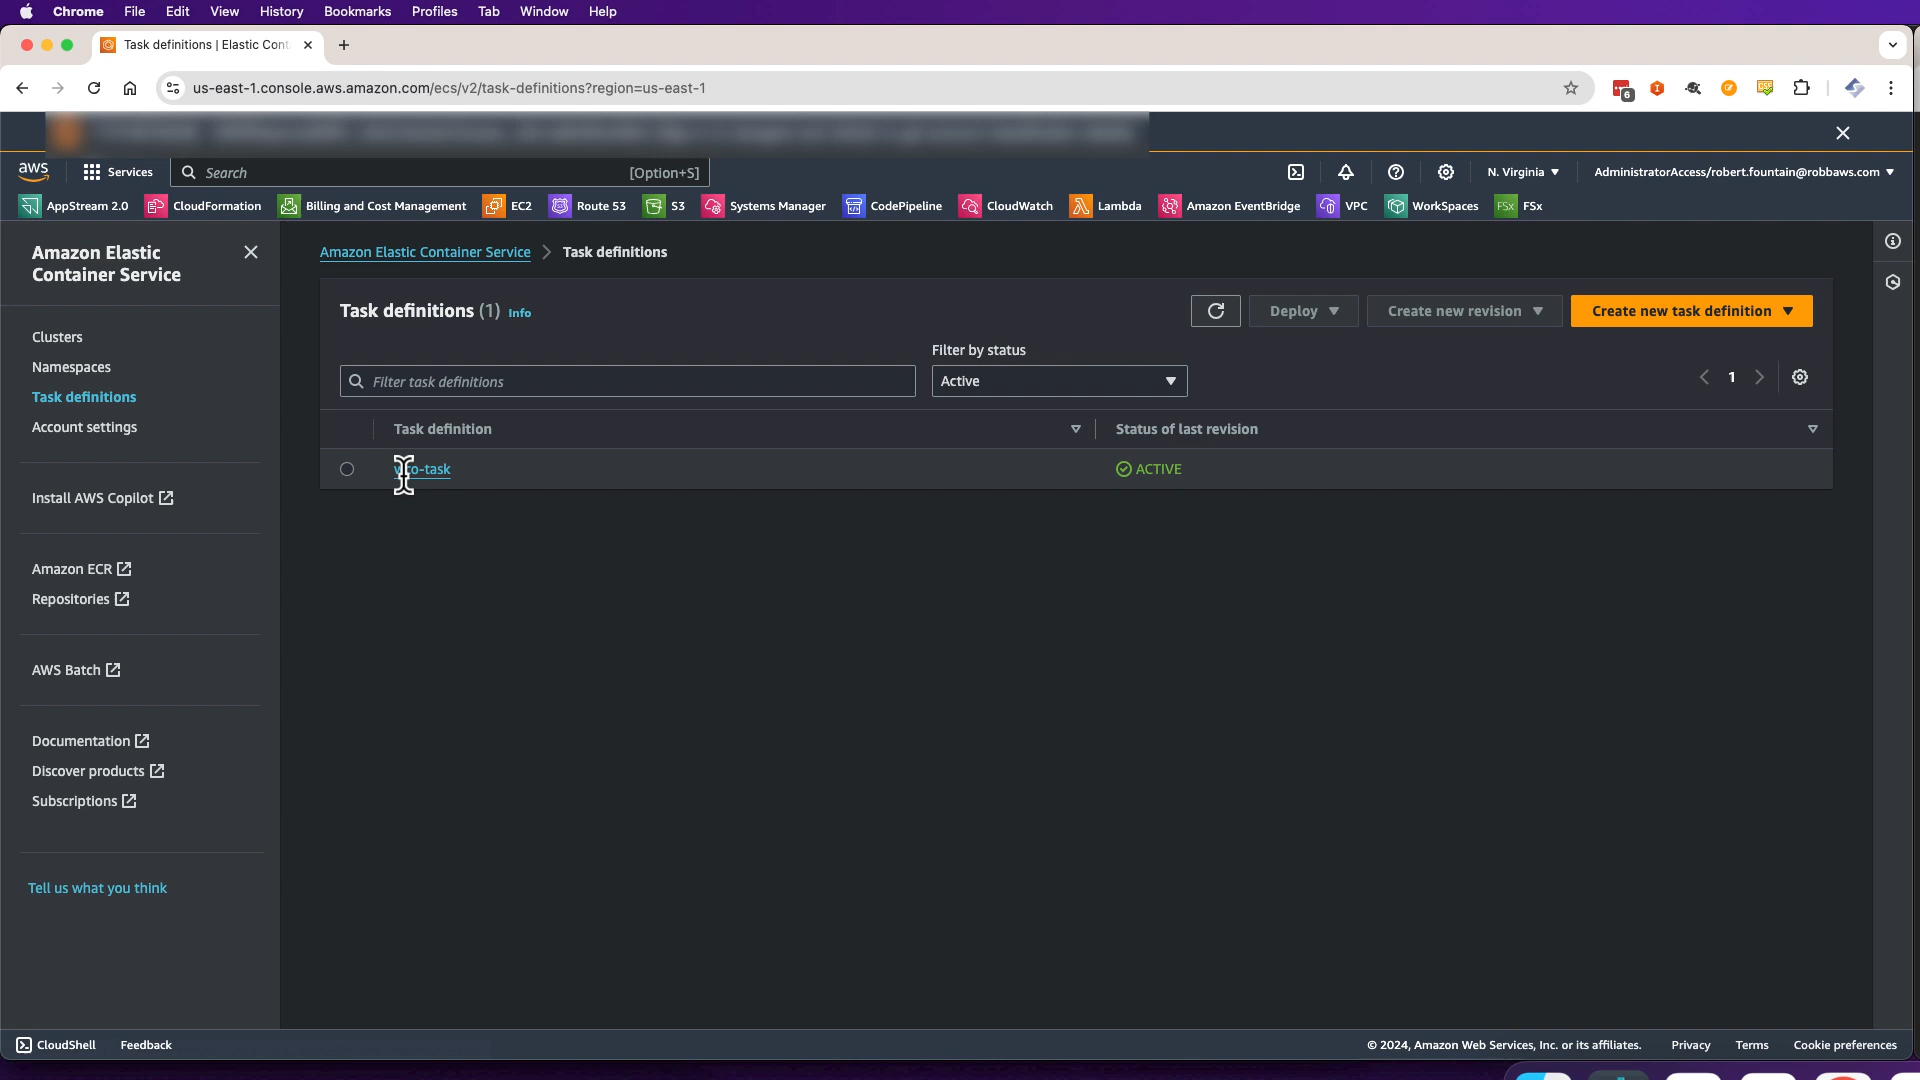 Chrome File Edit View History Bookmarks Profiles Tab Window Help
Task definitions | Elastic Cont
us-east-1.console.aws.amazon.com/ecs/v2/task-definitions?region=us-east-1
6
aws Services Search [Option+S] N. Virginia AdministratorAccess/robert.fountain@robbaws.com
AppStream 2.0 CloudFormation Billing and Cost Management EC2 Route 53 S3 Systems Manager CodePipeline CloudWatch Lambda Amazon EventBridge VPC WorkSpaces FSx FSx
Amazon Elastic
Container Service
Clusters
Namespaces
Task definitions
Account settings
Install AWS Copilot
Amazon ECR
Repositories
AWS Batch
Documentation
Discover products
Subscriptions
Tell us what you think
Amazon Elastic Container Service > Task definitions
Task definitions (1) Info
Deploy
Create new revision
Create new task definition
Filter by status
Filter task definitions
Active
1
Task definition
Status of last revision
ACTIVE
CloudShell Feedback
© 2024, Amazon Web Services, Inc. or its affiliates. Privacy Terms Cookie preferences